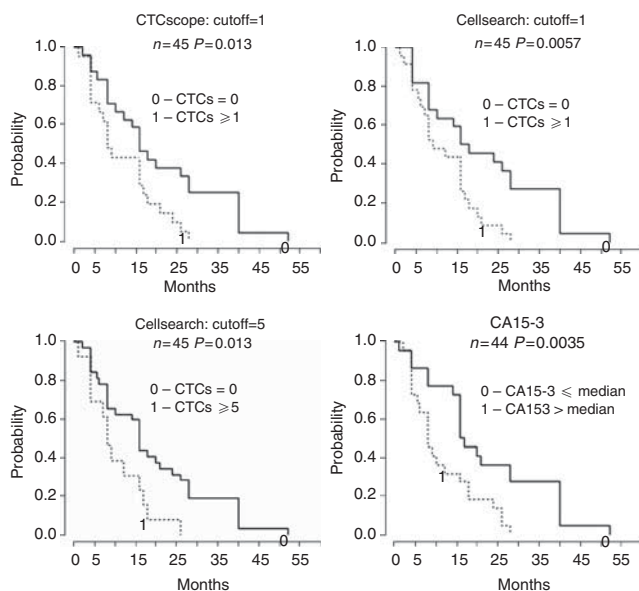 CTCscope: cutoff=1
n=45 P=0.013
0 – CTCs = 0
1 – CTCs ⩾1
Probability
1.0
0.8
0.6
0.4
0.2
0.0
1
0
0 5 15 25 35 45 55
Months
Cellsearch: cutoff=1
n=45 P=0.0057
0 – CTCs = 0
1 – CTCs ⩾1
Probability
1.0
0.8
0.6
0.4
0.2
0.0
1
0
0 5 15 25 35 45 55
Months
Cellsearch: cutoff=5
n=45 P=0.013
0 – CTCs = 0
1 – CTCs ⩾5
Probability
1.0
0.8
0.6
0.4
0.2
0.0
1
0
0 5 15 25 35 45 55
Months
CA15-3
n=44 P=0.0035
0 – CA15-3 ⩽ median
1 – CA153 > median
Probability
1.0
0.8
0.6
0.4
0.2
0.0
1
0
0 5 15 25 35 45 55
Months